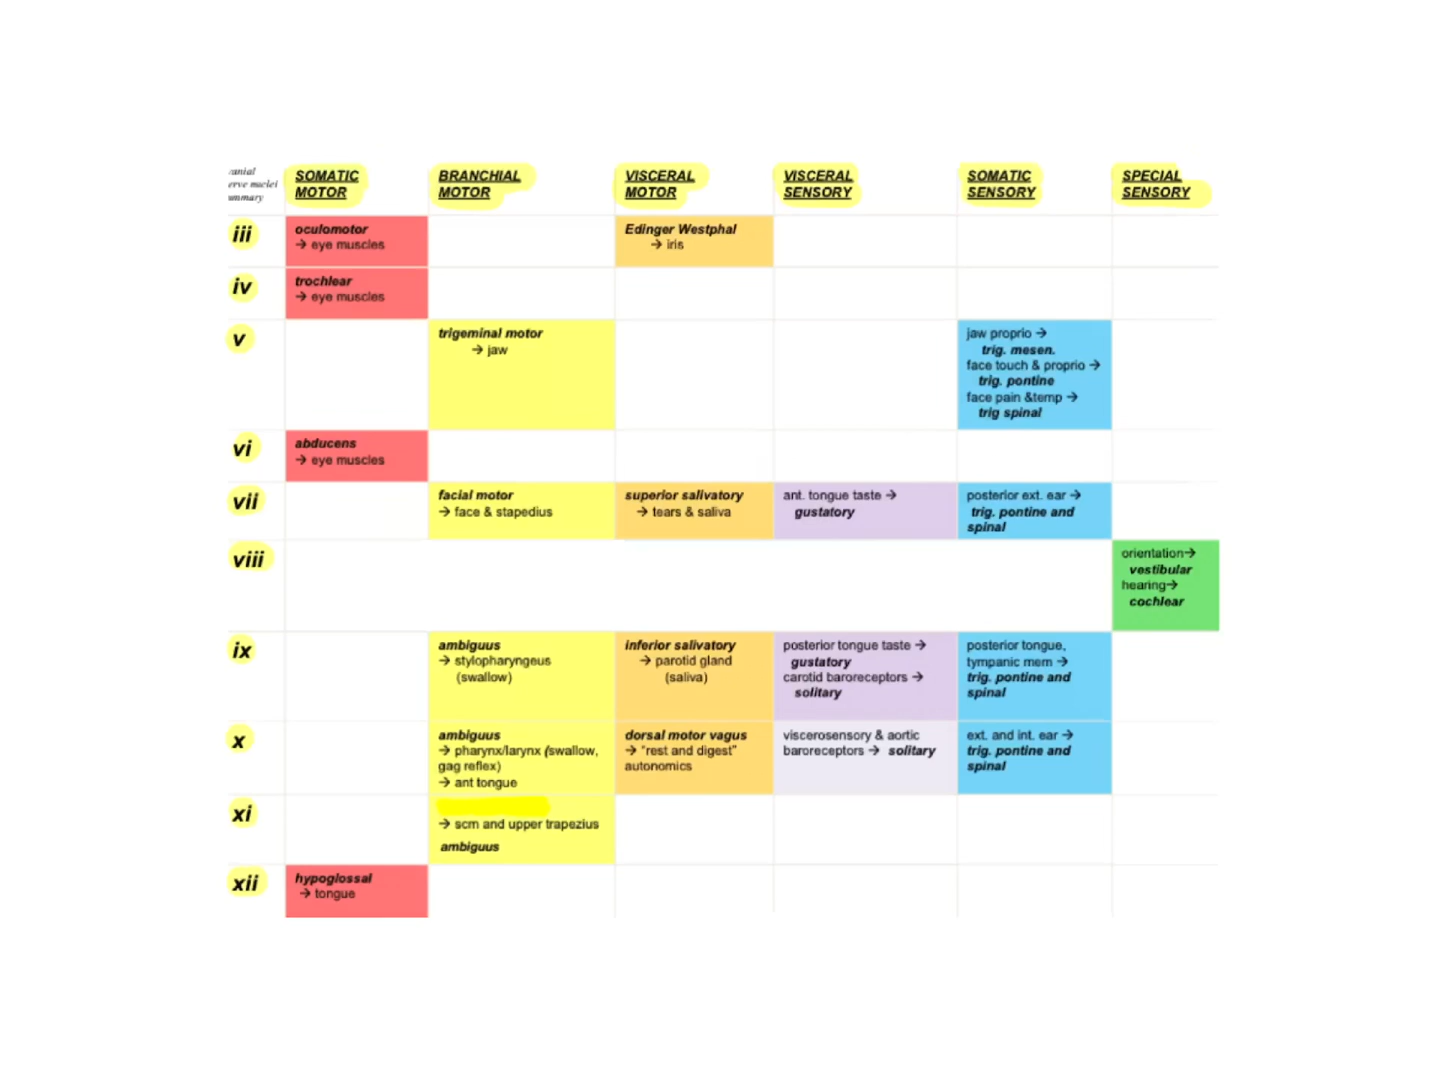 anial
erve nuclei
ummary
SOMATIC
MOTOR
BRANCHIAL
MOTOR
VISCERAL
MOTOR
VISCERAL
SENSORY
SOMATIC
SENSORY
SPECIAL
SENSORY
iii
oculomotor
→ eye muscles
Edinger Westphal
→ iris
iv
trochlear
→ eye muscles
v
trigeminal motor
→ jaw
jaw proprio →
trig. mesen.
face touch & proprio →
trig. pontine
face pain &temp →
trig spinal
vi
abducens
→ eye muscles
vii
facial motor
→ face & stapedius
superior salivatory
→ tears & saliva
ant. tongue taste →
gustatory
posterior ext. ear →
trig. pontine and
spinal
viii
orientation→
vestibular
hearing→
cochlear
ix
ambiguus
→ stylopharyngeus
(swallow)
inferior salivatory
→ parotid gland
(saliva)
posterior tongue taste →
gustatory
carotid baroreceptors →
solitary
posterior tongue,
tympanic mem →
trig. pontine and
spinal
x
ambiguus
→ pharynx/larynx (swallow,
gag reflex)
→ ant tongue
dorsal motor vagus
→ "rest and digest"
autonomics
viscerosensory & aortic
baroreceptors → solitary
ext. and int. ear →
trig. pontine and
spinal
xi
→ scm and upper trapezius
ambiguus
xii
hypoglossal
→ tongue